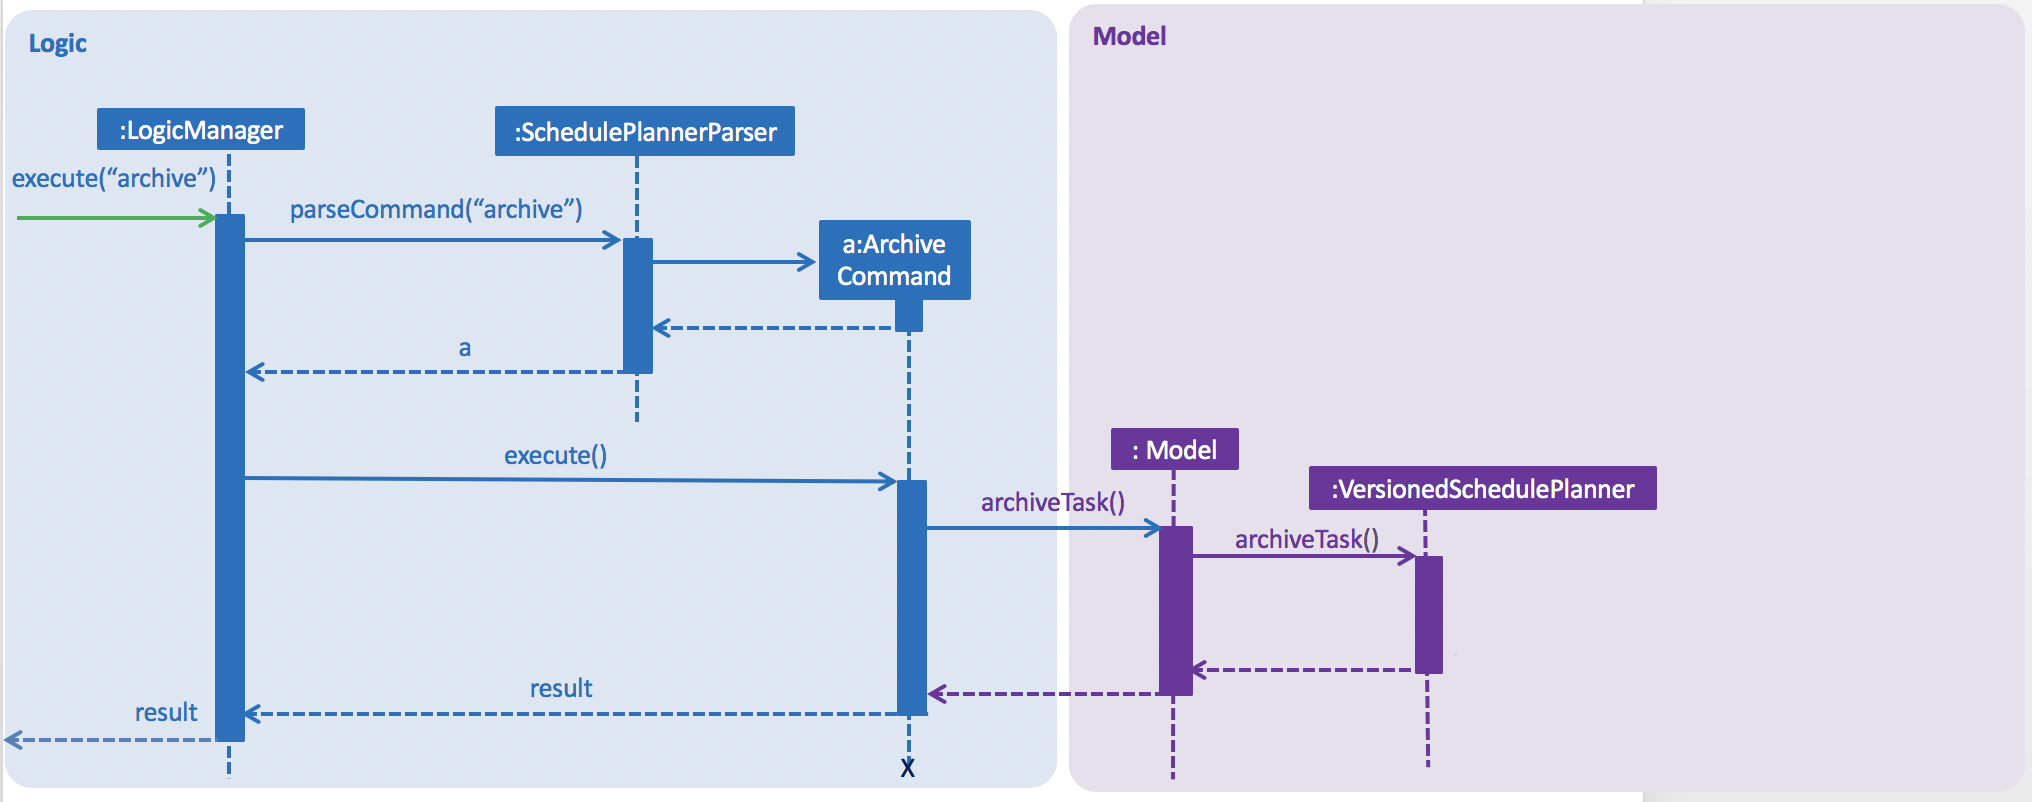 Logic
Model
:LogicManager
:SchedulePlannerParser
execute(“archive”)
parseCommand(“archive”)
a:Archive
Command
a
execute()
: Model
:VersionedSchedulePlanner
archiveTask()
archiveTask()
result
result
X